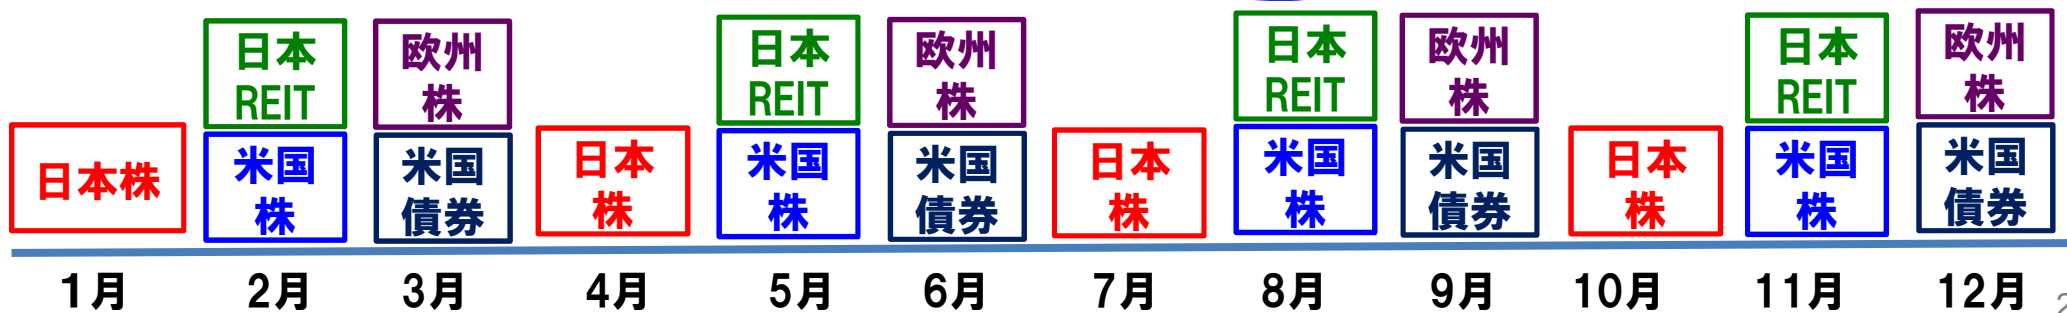 日本
REIT
欧州
株
日本
REIT
欧州
株
日本
REIT
欧州
株
日本
REIT
欧州
株
日本株
米国
株
米国
債券
日本
株
米国
株
米国
債券
日本
株
米国
株
米国
債券
日本
株
米国
株
米国
債券
1月 2月 3月 4月 5月 6月 7月 8月 9月 10月 11月 12月